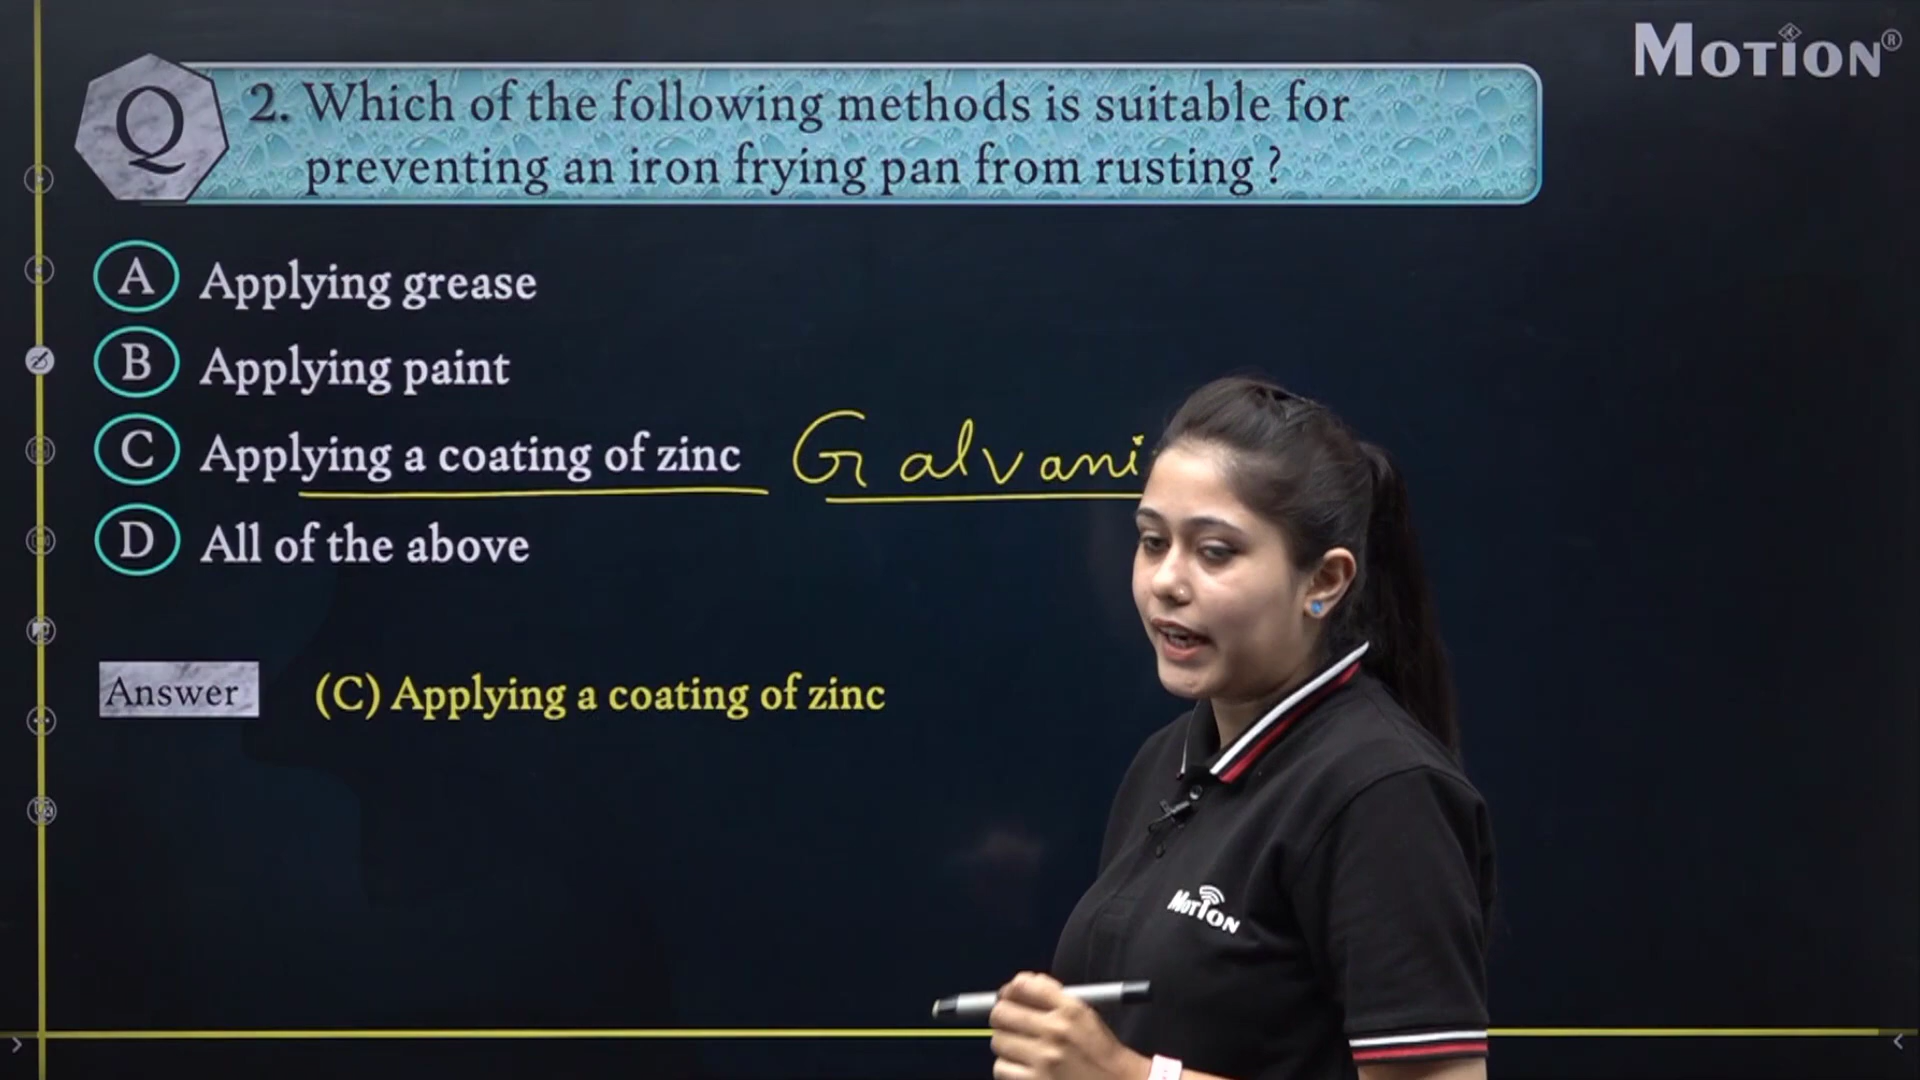 MOTION®
Q 2. Which of the following methods is suitable for
preventing an iron frying pan from rusting ?
A Applying grease
B Applying paint
C Applying a coating of zinc Galvani
D All of the above
Answer (C) Applying a coating of zinc
MOTION